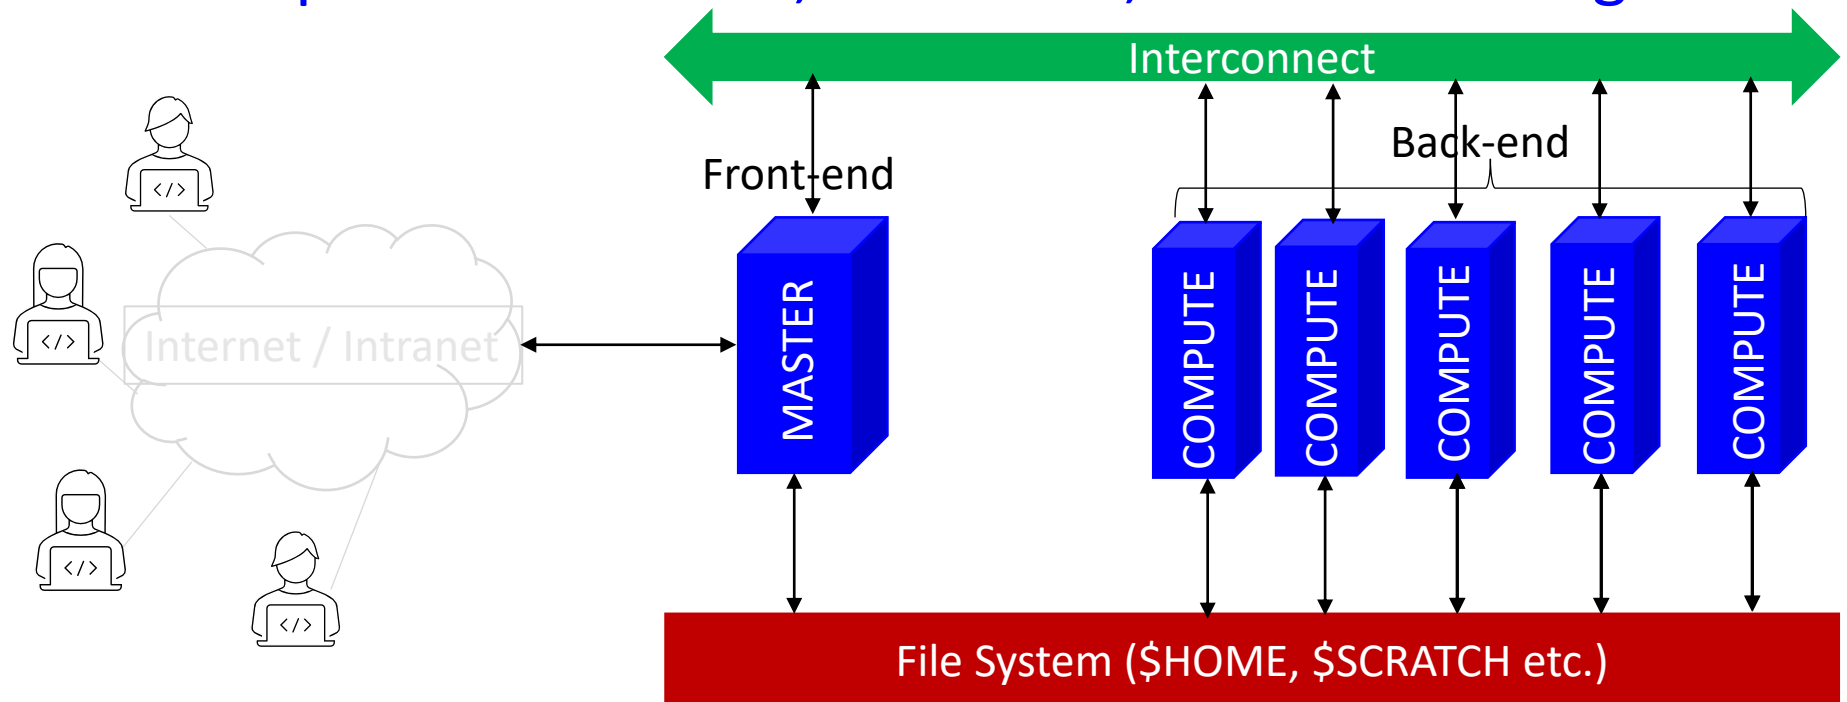 Interconnect
Front-end
Back-end
</>
</>
Internet / Intranet
MASTER
COMPUTE
COMPUTE
COMPUTE
COMPUTE
COMPUTE
</>
</>
File System ($HOME, $SCRATCH etc.)